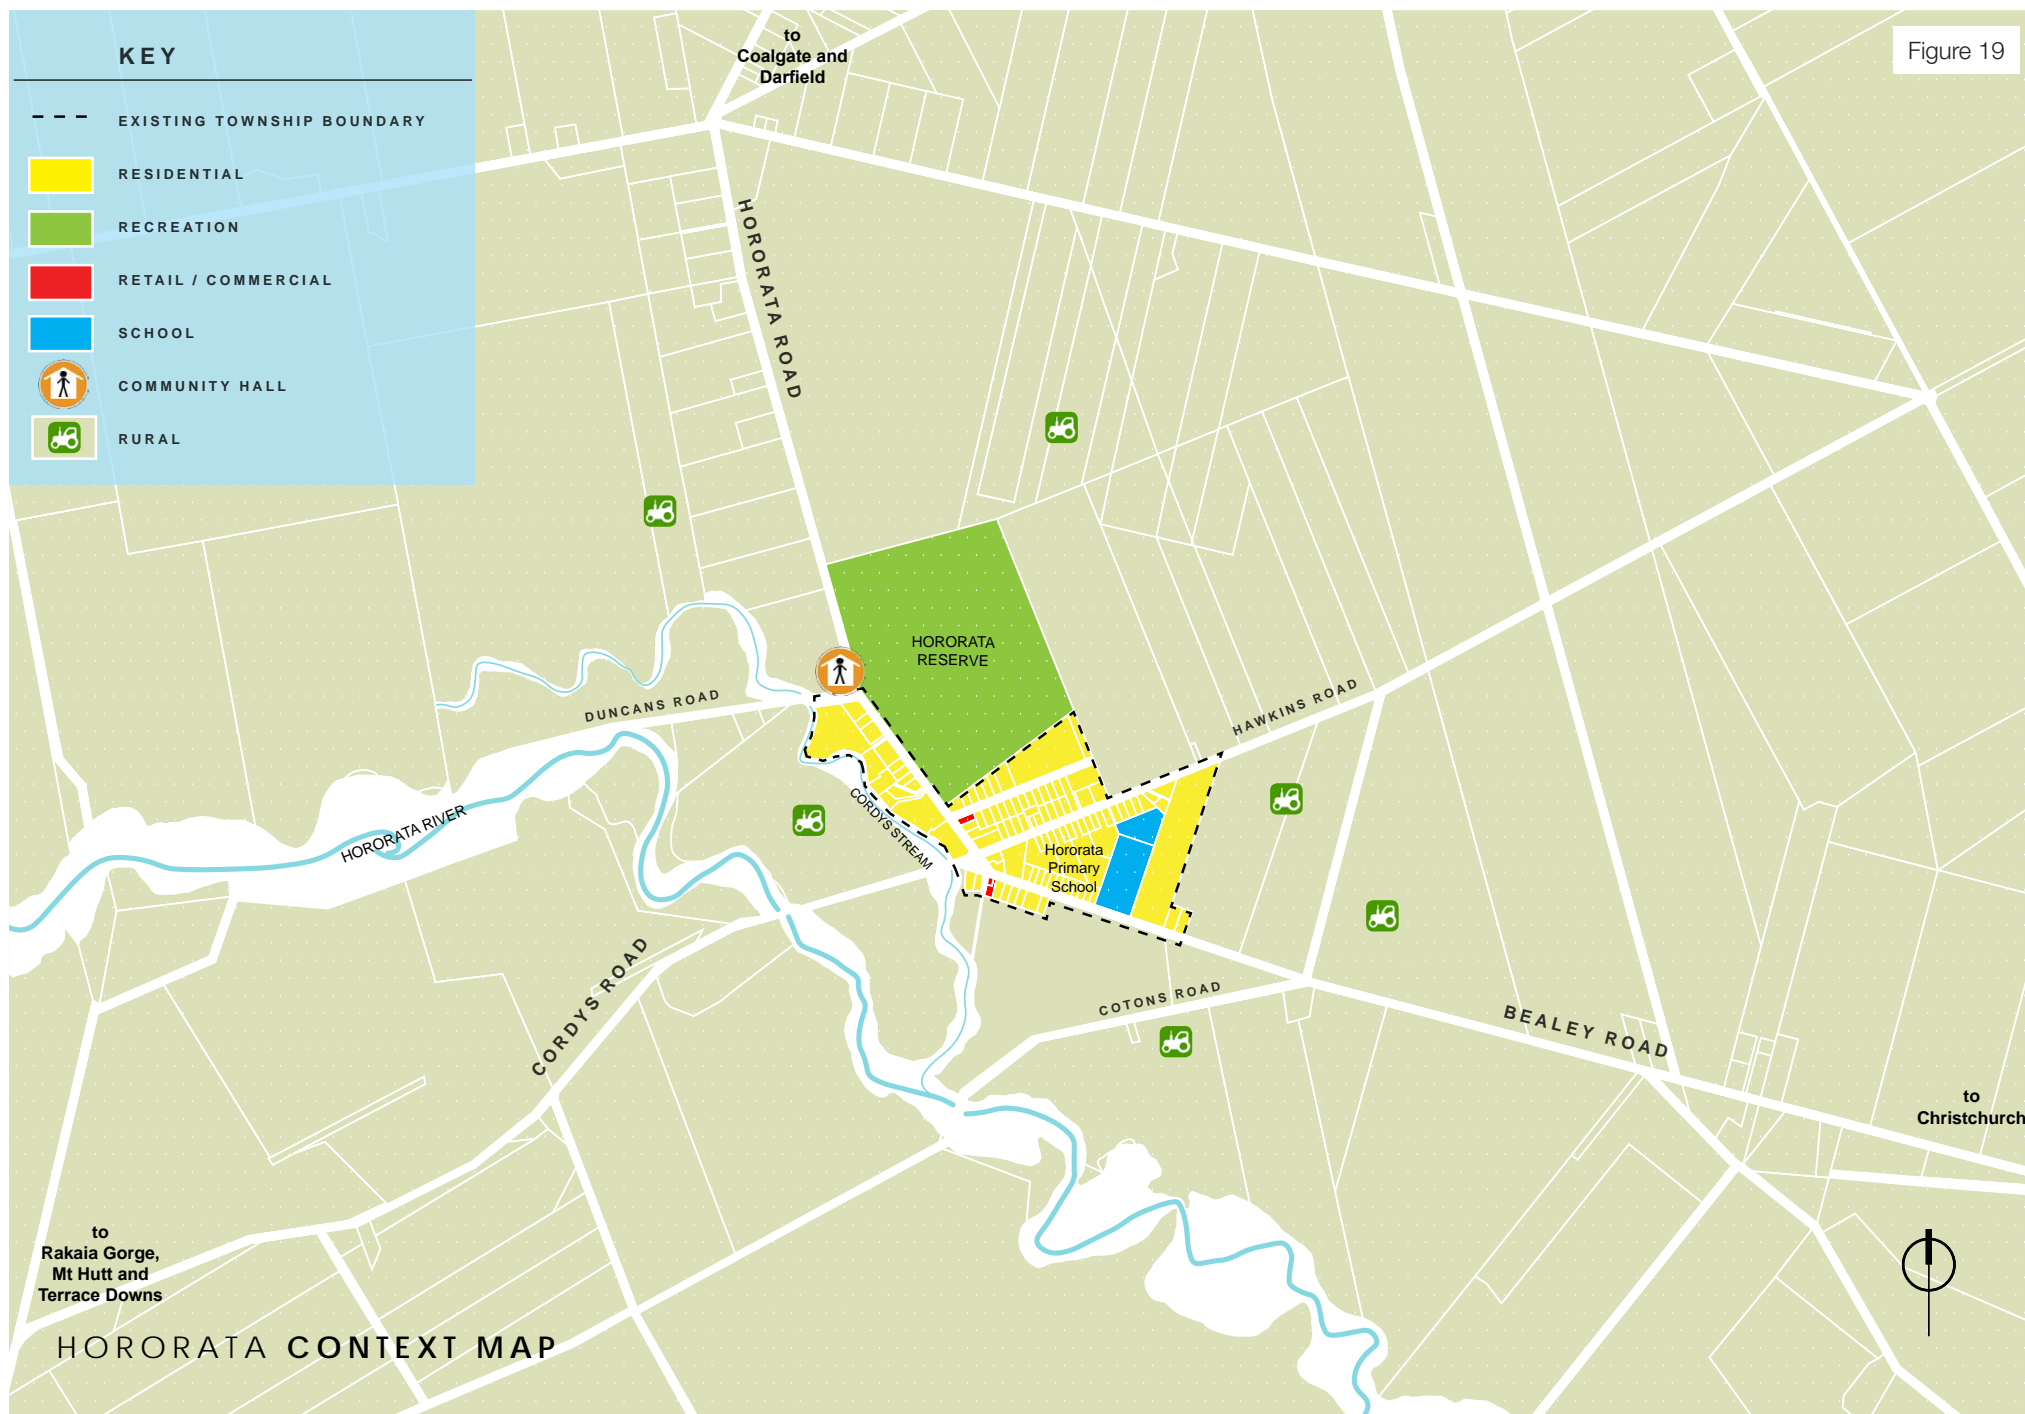 KEY
EXISTING TOWNSHIP BOUNDARY
RESIDENTIAL
RECREATION
RETAIL / COMMERCIAL
SCHOOL
COMMUNITY HALL
RURAL
to
Coalgate and
Darfield
Figure 19
HORORATA ROAD
HORORATA
RESERVE
DUNCANS ROAD
HAWKINS ROAD
HORORATA RIVER
CORDYS STREAM
Hororata
Primary
School
CORDYS ROAD
COTONS ROAD
BEALEY ROAD
to
Christchurch
to
Rakaia Gorge,
Mt Hutt and
Terrace Downs
HORORATA CONTEXT MAP